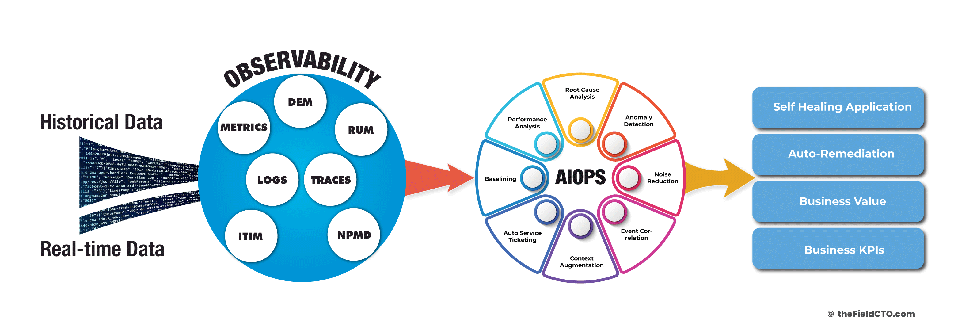 OBSERVABILITY
Historical Data
Real-time Data
DEM
METRICS
RUM
LOGS
TRACES
ITIM
NPMD
AIOPS
Root Cause
Analysis
Anomaly
Detection
Noise
Reduction
Event Cor-
relation
Context
Augmentation
Auto Service
Ticketing
Baselining
Performance
Analysis
Self Healing Application
Auto-Remediation
Business Value
Business KPIs
@ theFieldCTO.com